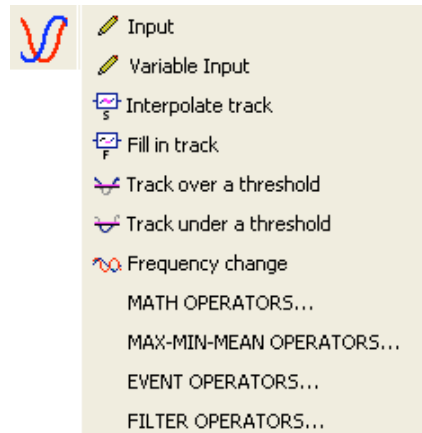 Input
Variable Input
S Interpolate track
F Fill in track
Track over a threshold
Track under a threshold
Frequency change
MATH OPERATORS...
MAX-MIN-MEAN OPERATORS...
EVENT OPERATORS...
FILTER OPERATORS...